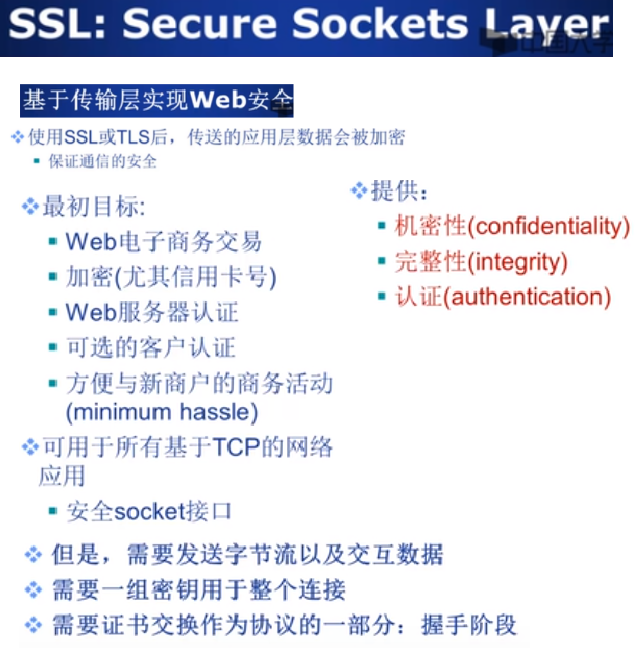 SSL: Secure Sockets Layer
中国大学
基于传输层实现Web安全
使用SSL或TLS后，传送的应用层数据会被加密
保证通信的安全
最初目标:
Web电子商务交易
加密(尤其信用卡号)
Web服务器认证
可选的客户认证
方便与新商户的商务活动
(minimum hassle)
可用于所有基于TCP的网络
应用
安全socket接口
提供：
机密性(confidentiality)
完整性(integrity)
认证(authentication)
但是，需要发送字节流以及交互数据
需要一组密钥用于整个连接
需要证书交换作为协议的一部分：握手阶段